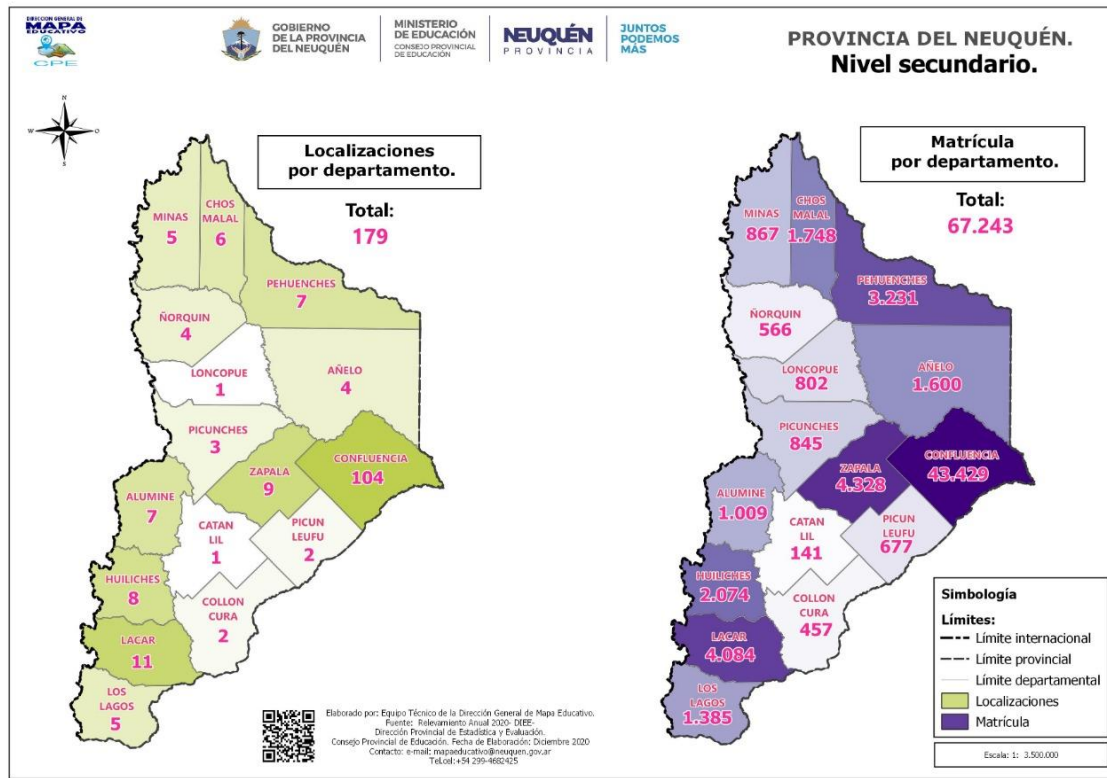 DIRECCIÓN GENERAL DE
MAPA
EDUCATIVO
CPE
GOBIERNO
DE LA PROVINCIA
DEL NEUQUÉN
MINISTERIO
DE EDUCACIÓN
CONSEJO PROVINCIAL
DE EDUCACIÓN
NEUQUÉN
PROVINCIA
JUNTOS
PODEMOS
MÁS
PROVINCIA DEL NEUQUÉN.
Nivel secundario.
N
W
O
S
Localizaciones
por departamento.
Total:
179
MINAS
5
CHOS
MALAL
6
PEHUENCHES
7
ÑORQUIN
4
LONCOPUE
1
AÑELO
4
PICUNCHES
3
ZAPALA
9
CONFLUENCIA
104
ALUMINE
7
CATAN
LIL
1
PICUN
LEUFU
2
HUILICHES
8
COLLON
CURA
2
LACAR
11
LOS
LAGOS
5
Matrícula
por departamento.
Total:
67.243
MINAS
867
CHOS
MALAL
1.748
PEHUENCHES
3.231
ÑORQUIN
566
LONCOPUE
802
AÑELO
1.600
PICUNCHES
845
ZAPALA
4.328
CONFLUENCIA
43.429
ALUMINE
1.009
CATAN
LIL
141
PICUN
LEUFU
677
HUILICHES
2.074
COLLON
CURA
457
LACAR
4.084
LOS
LAGOS
1.385
Simbología
Límites:
Límite internacional
Límite provincial
Límite departamental
Localizaciones
Matrícula
Escala: 1: 3.500.000
Elaborado por: Equipo Técnico de la Dirección General de Mapa Educativo.
Fuente: Relevamiento Anual 2020- DIEE-
Dirección Provincial de Estadística y Evaluación.
Consejo Provincial de Educación. Fecha de Elaboración: Diciembre 2020
Contacto: e-mail: mapaeducativo@neuquen.gov.ar
Tel.cel:+54 299-4682425